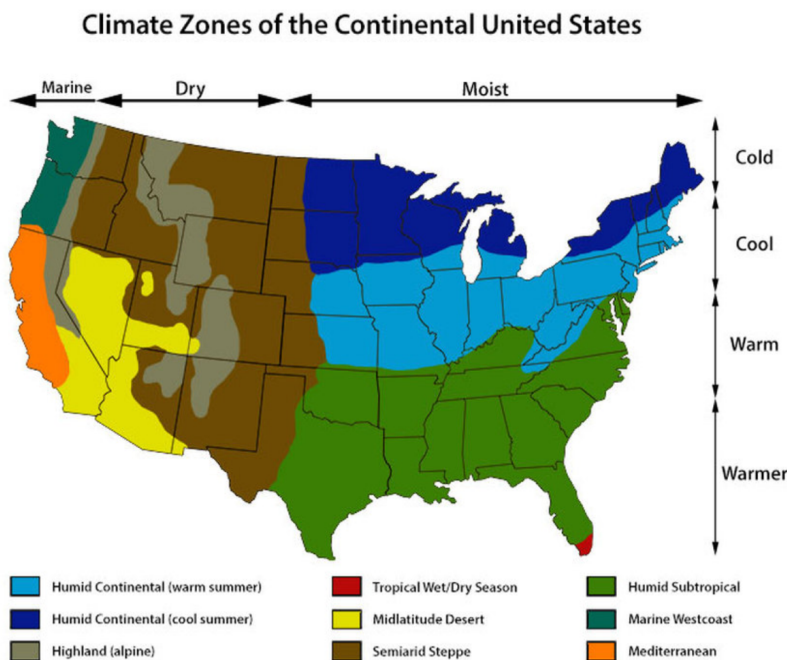 Climate Zones of the Continental United States
Marine Dry Moist
Cold
Cool
Warm
Warmer
Humid Continental (warm summer) Tropical Wet/Dry Season Humid Subtropical
Humid Continental (cool summer) Midlatitude Desert Marine Westcoast
Highland (alpine) Semiarid Steppe Mediterranean